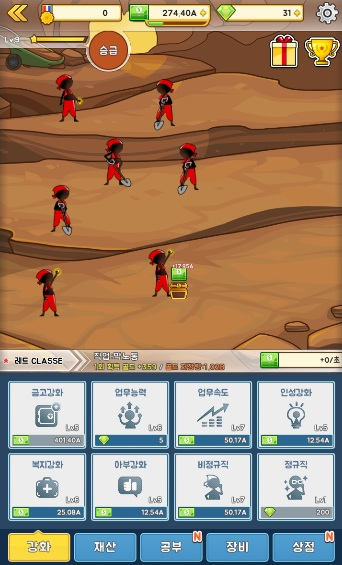 0
274.40A
31
Lv.9
승급
+17.95A
레드 CLASSE
직업 막노동
+0/초
금고강화
업무능력
업무속도
인성강화
Lv.5
Lv.6
Lv.7
Lv.5
401.40A
5
50.17A
12.54A
복지강화
아부강화
비정규직
정규직
Lv.6
Lv.5
Lv.7
Lv.1
25.08A
12.54A
50.17A
200
강화
재산
공부
N
장비
상점
N